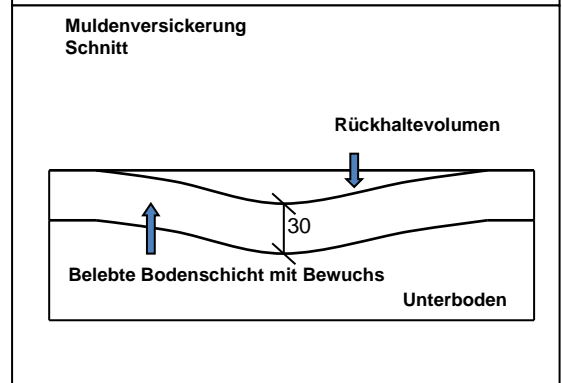 Muldenversickerung
Schnitt
Rückhaltevolumen
30
Belebte Bodenschicht mit Bewuchs
Unterboden